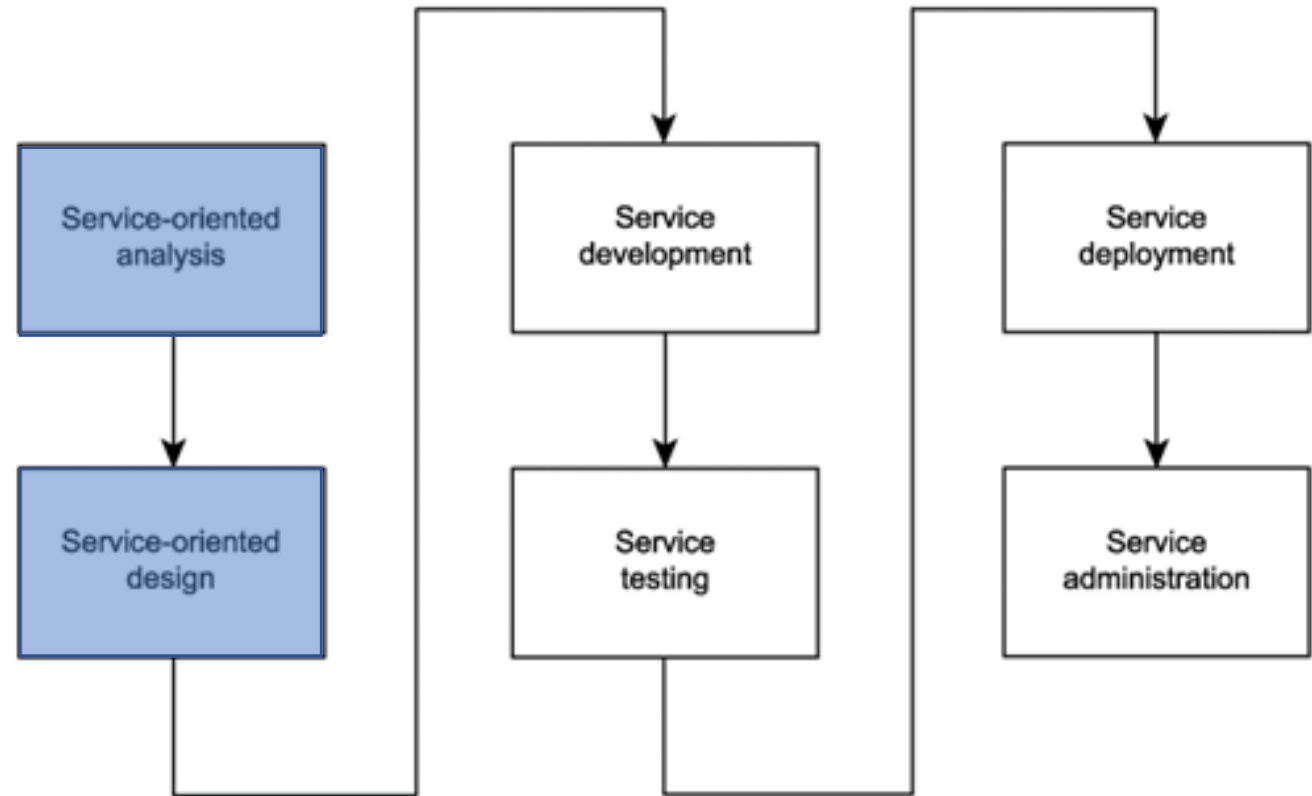 Service-oriented
analysis
Service-oriented
design
Service
development
Service
testing
Service
deployment
Service
administration